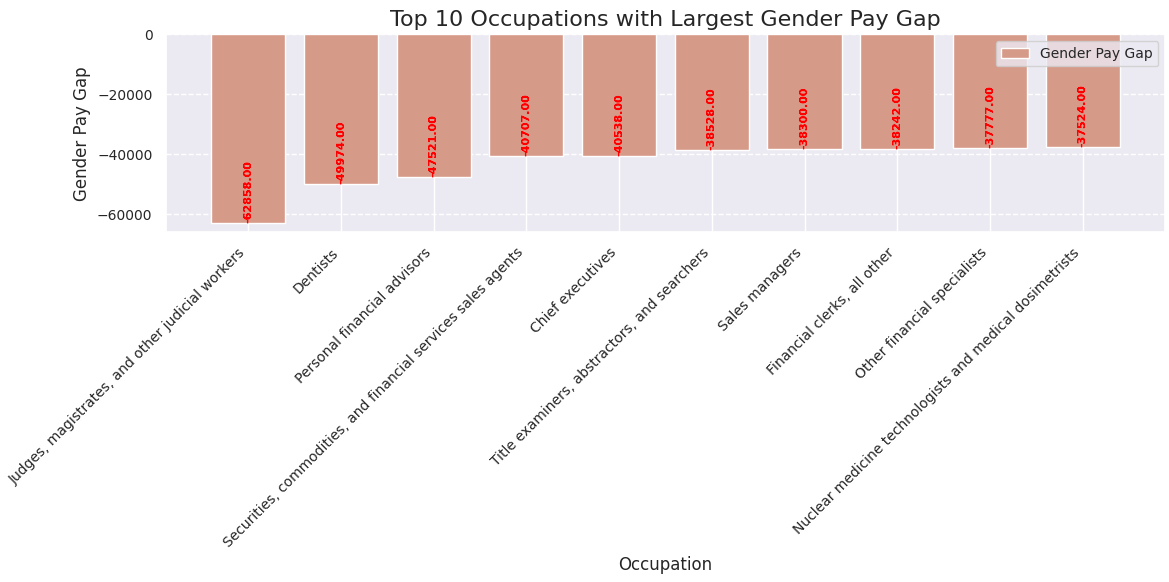 Top 10 Occupations with Largest Gender Pay Gap
Gender Pay Gap
Gender Pay Gap
0
−20000
−40000
−60000
-62858.00
-49974.00
-47521.00
-40707.00
-40538.00
-38528.00
-38300.00
-38242.00
-37777.00
-37524.00
Judges, magistrates, and other judicial workers
Dentists
Personal financial advisors
Securities, commodities, and financial services sales agents
Chief executives
Title examiners, abstractors, and searchers
Sales managers
Financial clerks, all other
Other financial specialists
Nuclear medicine technologists and medical dosimetrists
Occupation